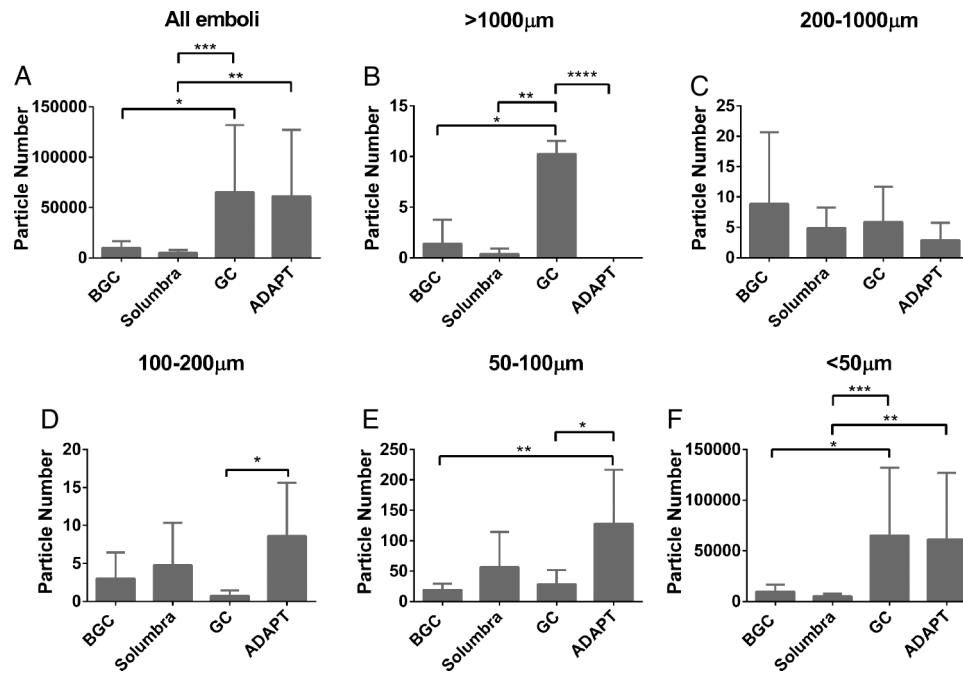 All emboli
>1000μm
200-1000μm
A
***
**
*
Particle Number
150000
100000
50000
0
BGC
Solumbra
GC
ADAPT
B
****
**
*
Particle Number
15
10
5
0
BGC
Solumbra
GC
ADAPT
C
Particle Number
25
20
15
10
5
0
BGC
Solumbra
GC
ADAPT
100-200μm
50-100μm
<50μm
D
*
Particle Number
20
15
10
5
0
BGC
Solumbra
GC
ADAPT
E
*
**
Particle Number
250
200
150
100
50
0
BGC
Solumbra
GC
ADAPT
F
***
**
*
Particle Number
150000
100000
50000
0
BGC
Solumbra
GC
ADAPT